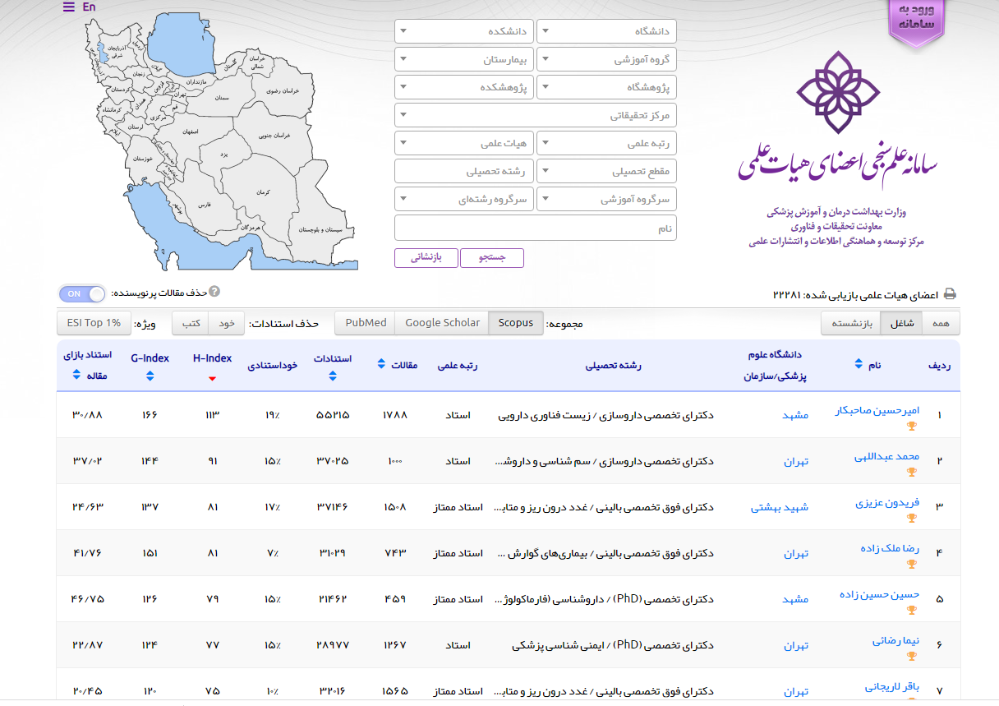 En
ورود به
سامانه
سامانه علم سنجی اعضای هیات علمی
وزارت بهداشت درمان و آموزش پزشکی
معاونت تحقیقات و فناوری
مرکز توسعه و هماهنگی اطلاعات و انتشارات علمی
دانشگاه دانشکده
گروه آموزشی بیمارستان
پژوهشگاه پژوهشکده
مرکز تحقیقاتی
رتبه علمی هیات علمی
مقطع تحصیلی رشته تحصیلی
سرگروه آموزشی سرگروه رشته‌ای
نام
جستجو بازنشانی
آذربایجان شرقی
زنجان
کردستان
کرمانشاه
لرستان
ایلام
خوزستان
مرکزی
قم
تهران
مازندران
گلستان
خراسان شمالی
خراسان رضوی
سمنان
اصفهان
خراسان جنوبی
یزد
کرمان
فارس
بوشهر
هرمزگان
سیستان و بلوچستان
اعضای هیات علمی بازیابی شده: ۲۲۲۸۱
حذف مقالات پرنویسنده: ON
همه شاغل بازنشسته
مجموعه: Scopus Google Scholar PubMed
حذف استنادات: خود کتب
ویژه: ESI Top 1%
ردیف نام دانشگاه علوم پزشکی/سازمان رشته تحصیلی رتبه علمی مقالات استنادات خوداستنادی H-Index G-Index استناد بازای مقاله
۱ امیرحسین صاحبکار مشهد دکترای تخصصی داروسازی / زیست فناوری دارویی استاد ۱۷۸۸ ۵۵۲۱۵ ۱۹٪ ۱۱۳ ۱۶۶ ۳۰/۸۸
۲ محمد عبداللهی تهران دکترای تخصصی داروسازی / سم شناسی و داروشـ... استاد ۱۰۰۰ ۳۷۰۲۵ ۱۵٪ ۹۱ ۱۴۴ ۳۷/۰۲
۳ فریدون عزیزی شهید بهشتی دکترای فوق تخصصی بالینی / غدد درون ریز و متابـ... استاد ممتاز ۱۵۰۸ ۳۷۱۴۶ ۱۷٪ ۸۱ ۱۳۷ ۲۴/۶۳
۴ رضا ملک زاده تهران دکترای فوق تخصصی بالینی / بیماری‌های گوارش ... استاد ممتاز ۷۴۳ ۳۱۰۲۹ ۷٪ ۸۱ ۱۵۱ ۴۱/۷۶
۵ حسین حسین زاده مشهد دکترای تخصصی (PhD) / داروشناسی (فارماکولوژ... استاد ممتاز ۴۵۹ ۲۱۴۶۲ ۱۵٪ ۷۹ ۱۲۶ ۴۶/۷۵
۶ نیما رضائی تهران دکترای تخصصی (PhD) / ایمنی شناسی پزشکی استاد ۱۲۶۷ ۲۸۹۷۷ ۱۵٪ ۷۷ ۱۲۴ ۲۲/۸۷
۷ باقر لاریجانی تهران دکترای فوق تخصصی بالینی / غدد درون ریز و متابـ... استاد ممتاز ۱۵۶۵ ۳۲۰۱۶ ۱۰٪ ۷۵ ۱۲۰ ۲۰/۴۵